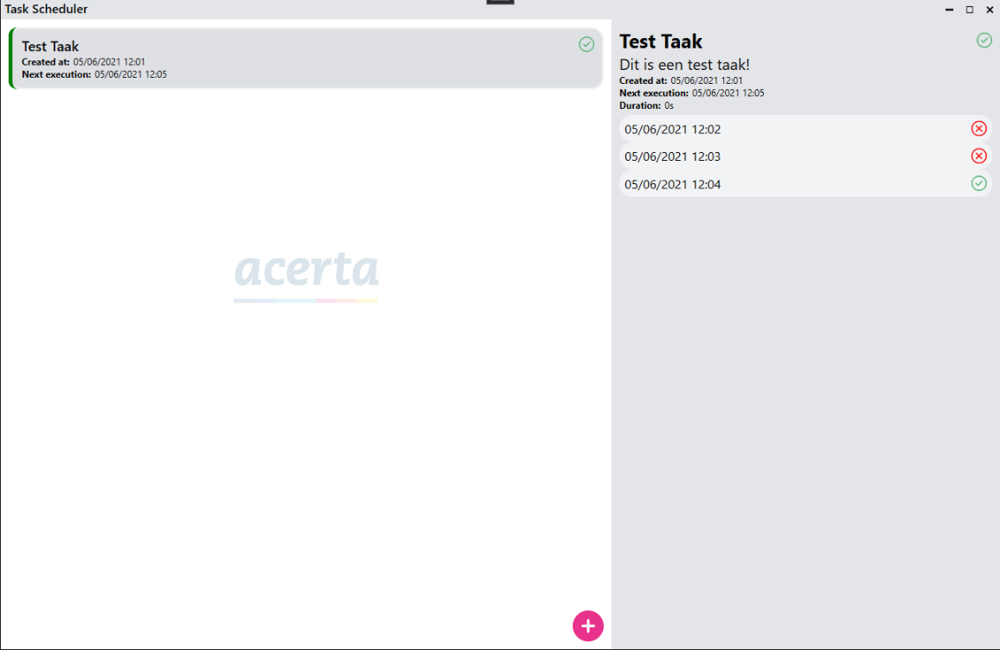 Task Scheduler
Test Taak
Created at: 05/06/2021 12:01
Next execution: 05/06/2021 12:05
acerta
Test Taak
Dit is een test taak!
Created at: 05/06/2021 12:01
Next execution: 05/06/2021 12:05
Duration: 0s
05/06/2021 12:02
05/06/2021 12:03
05/06/2021 12:04